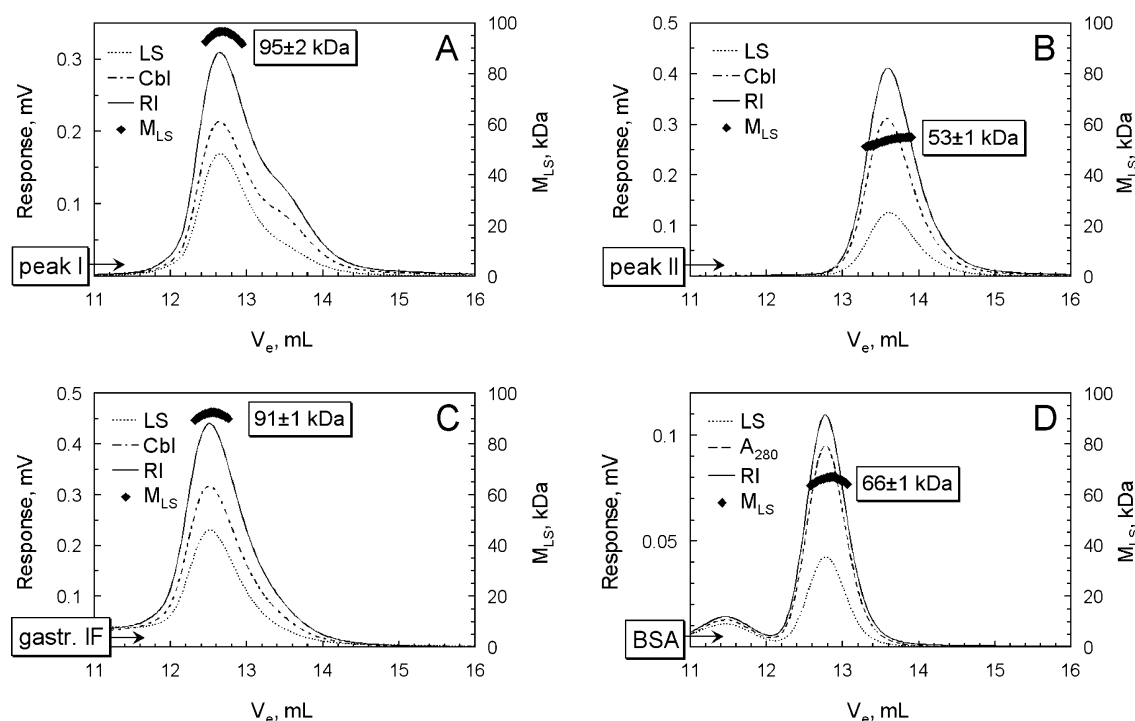 A
95±2 kDa
LS
Cbl
RI
M_LS
Response, mV
0.3
0.2
0.1
peak I
100
80
60
40
20
0
M_LS, kDa
11 12 13 14 15 16
V_e, mL
B
53±1 kDa
LS
Cbl
RI
M_LS
Response, mV
0.5
0.4
0.3
0.2
0.1
peak II
100
80
60
40
20
0
M_LS, kDa
11 12 13 14 15 16
V_e, mL
C
91±1 kDa
LS
Cbl
RI
M_LS
Response, mV
0.5
0.4
0.3
0.2
0.1
gastr. IF
100
80
60
40
20
0
M_LS, kDa
11 12 13 14 15 16
V_e, mL
D
66±1 kDa
LS
A_280
RI
M_LS
Response, mV
0.1
0.05
BSA
100
80
60
40
20
0
M_LS, kDa
11 12 13 14 15 16
V_e, mL